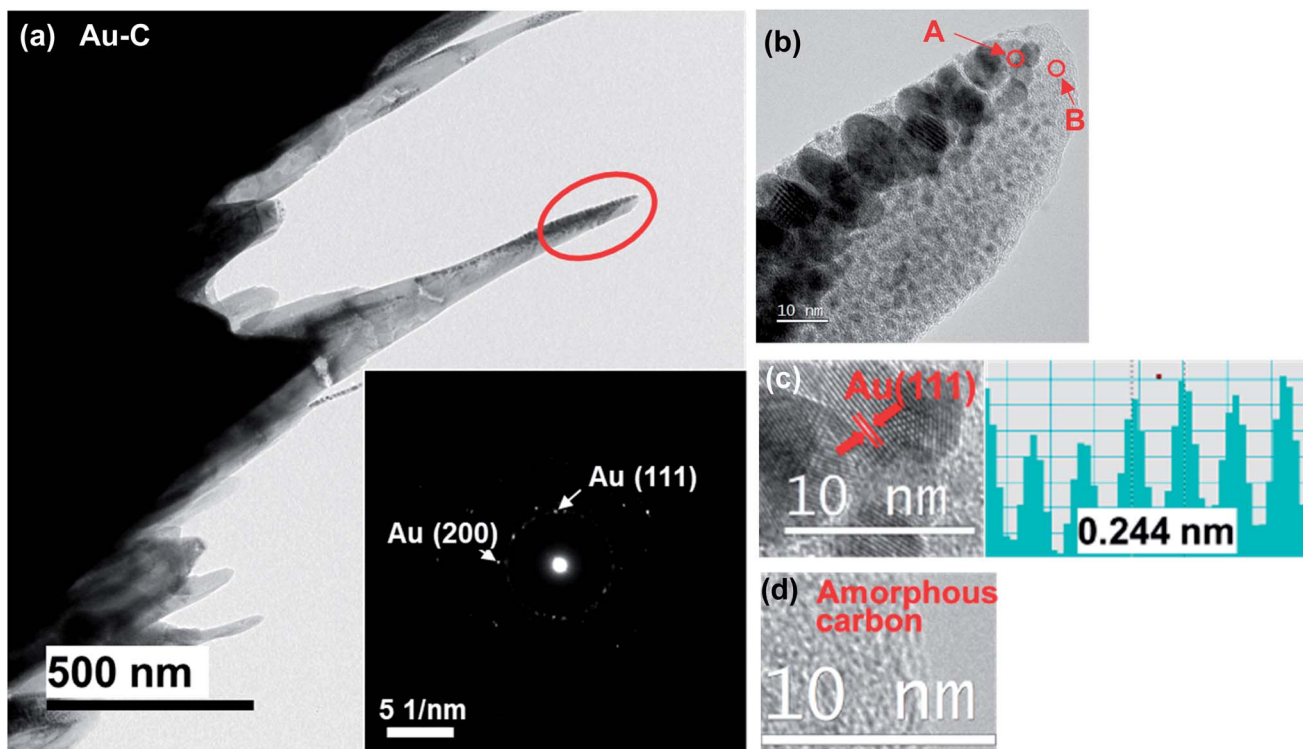 (a) Au-C
Au (111)
Au (200)
5 1/nm
500 nm
(b)
A
B
10 nm
(c)
Au(111)
10 nm
0.244 nm
(d)
Amorphous
carbon
10 nm